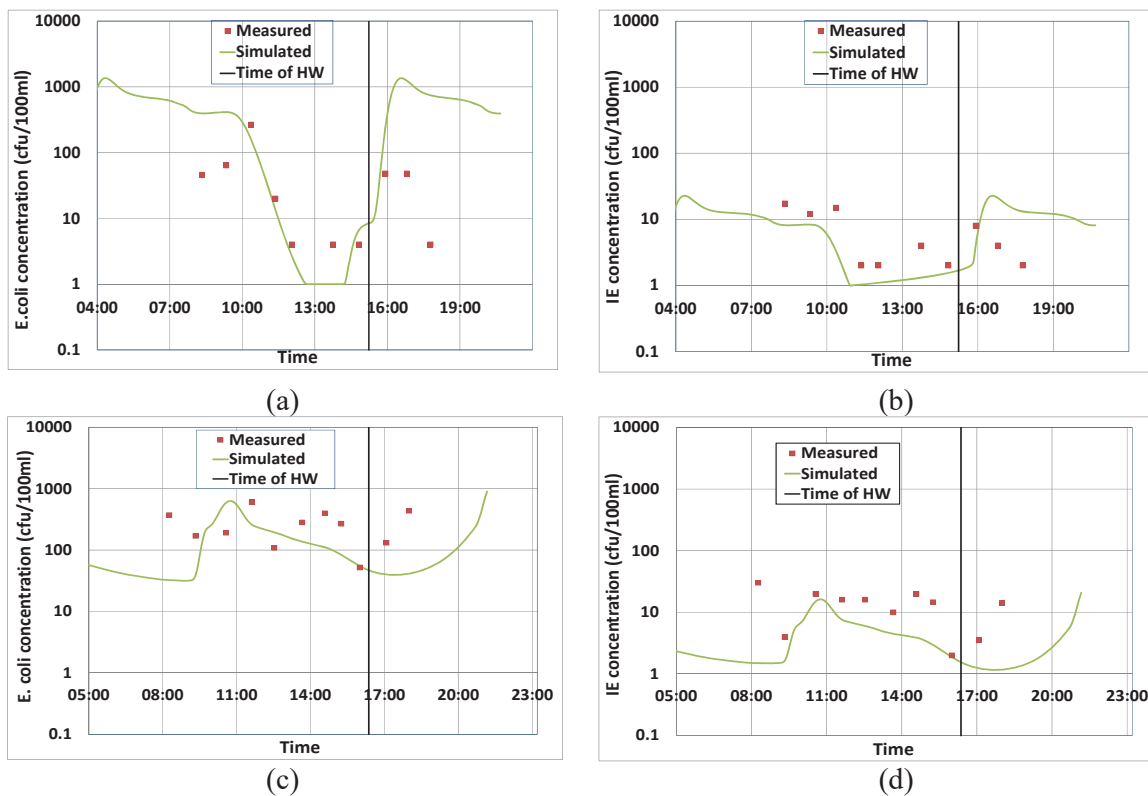 10000
1000
100
10
1
0.1
E.coli concentration (cfu/100ml)
Measured
Simulated
Time of HW
04:00 07:00 10:00 13:00 16:00 19:00
Time
(a)
10000
1000
100
10
1
0.1
IE concentration (cfu/100ml)
Measured
Simulated
Time of HW
04:00 07:00 10:00 13:00 16:00 19:00
Time
(b)
10000
1000
100
10
1
0.1
E. coli concentration (cfu/100ml)
Measured
Simulated
Time of HW
05:00 08:00 11:00 14:00 17:00 20:00 23:00
Time
(c)
10000
1000
100
10
1
0.1
IE concentration (cfu/100ml)
Measured
Simulated
Time of HW
05:00 08:00 11:00 14:00 17:00 20:00 23:00
Time
(d)